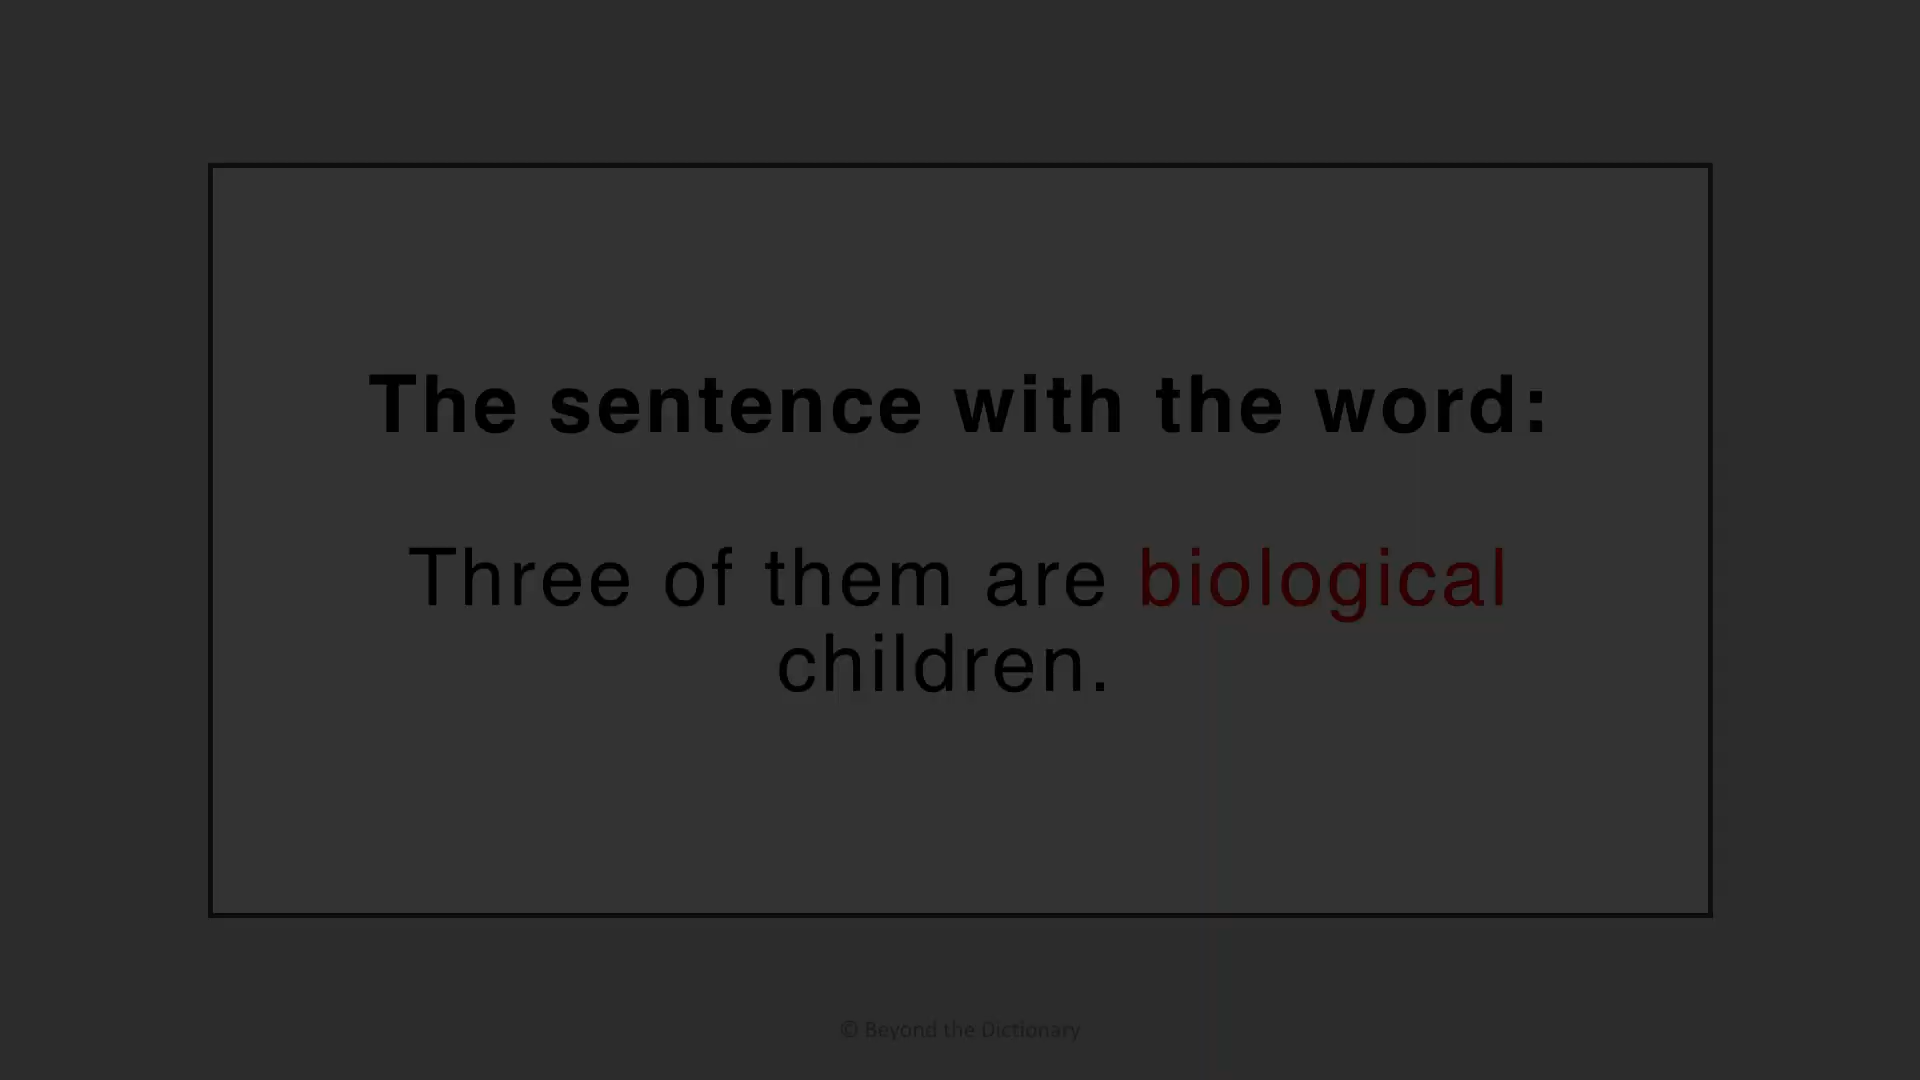 The sentence with the word:
Three of them are biological
children.
© Beyond the Dictionary